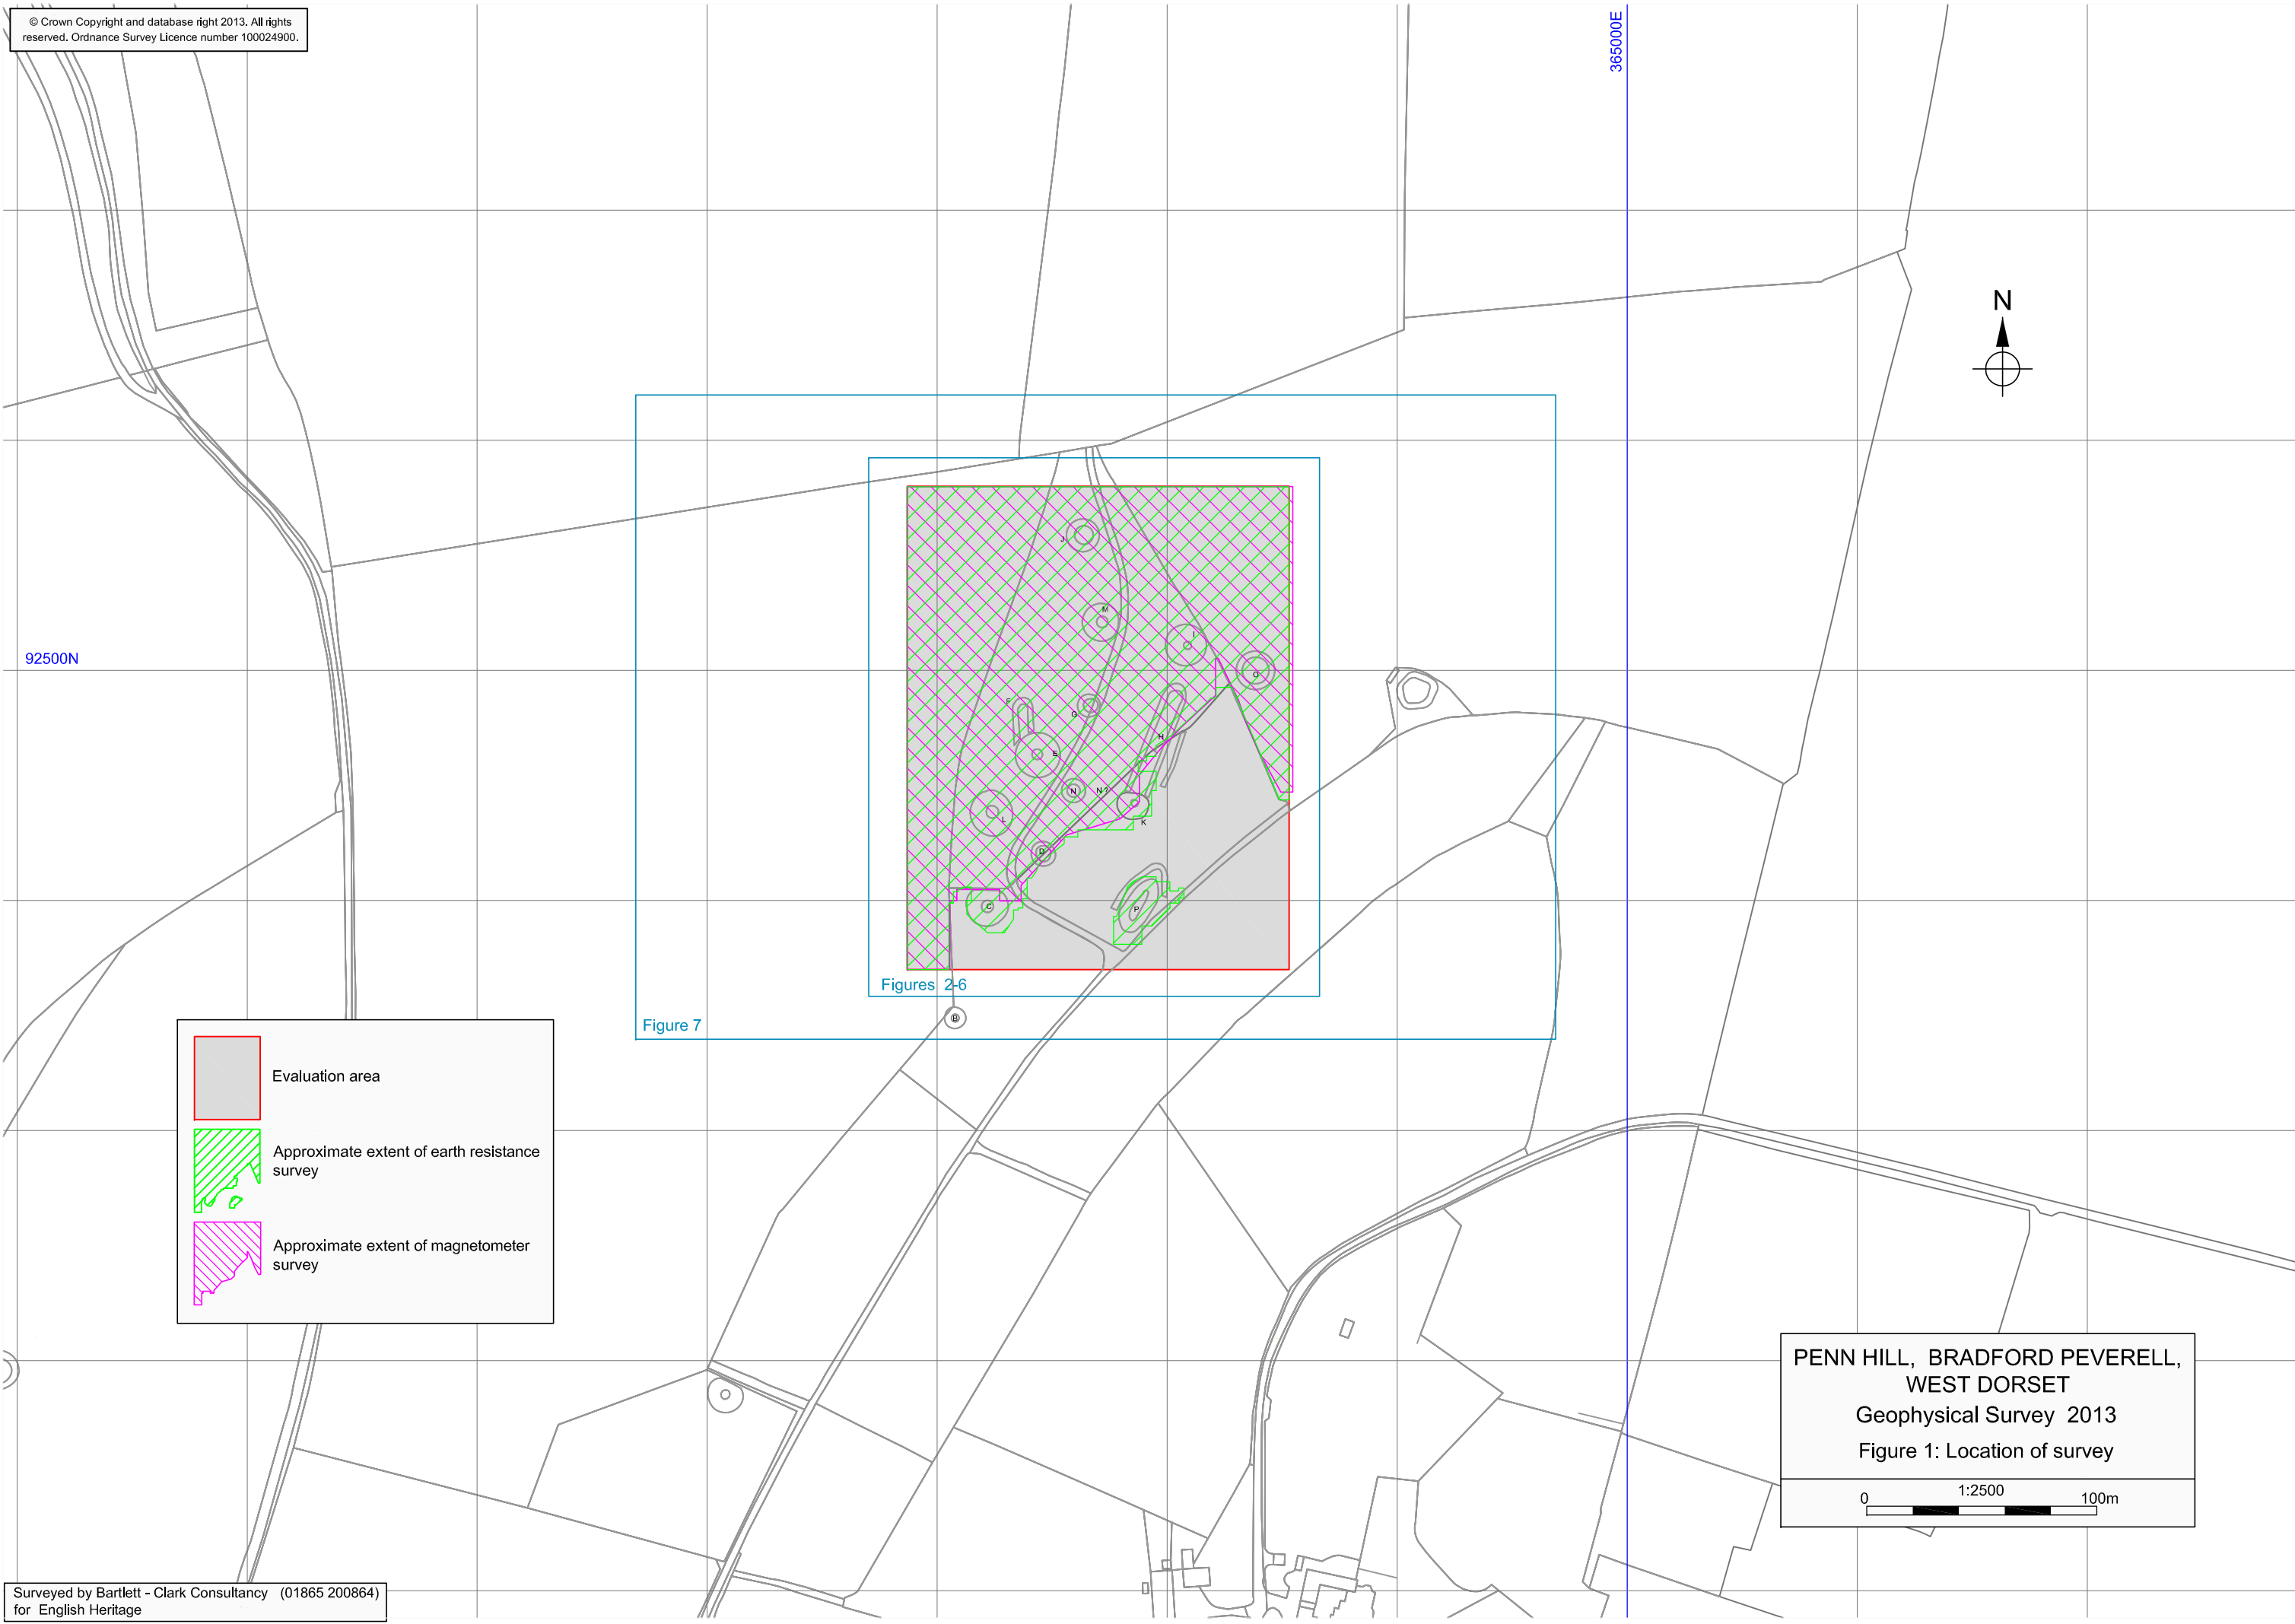 © Crown Copyright and database right 2013. All rights
reserved. Ordnance Survey Licence number 100024900.
365000E
N
92500N
J
M
I
O
F
G
H
E
N
N?
L
K
D
C
P
B
Figures 2-6
Figure 7
Evaluation area
Approximate extent of earth resistance
survey
Approximate extent of magnetometer
survey
PENN HILL, BRADFORD PEVERELL,
WEST DORSET
Geophysical Survey 2013
Figure 1: Location of survey
1:2500
0 100m
Surveyed by Bartlett - Clark Consultancy (01865 200864)
for English Heritage